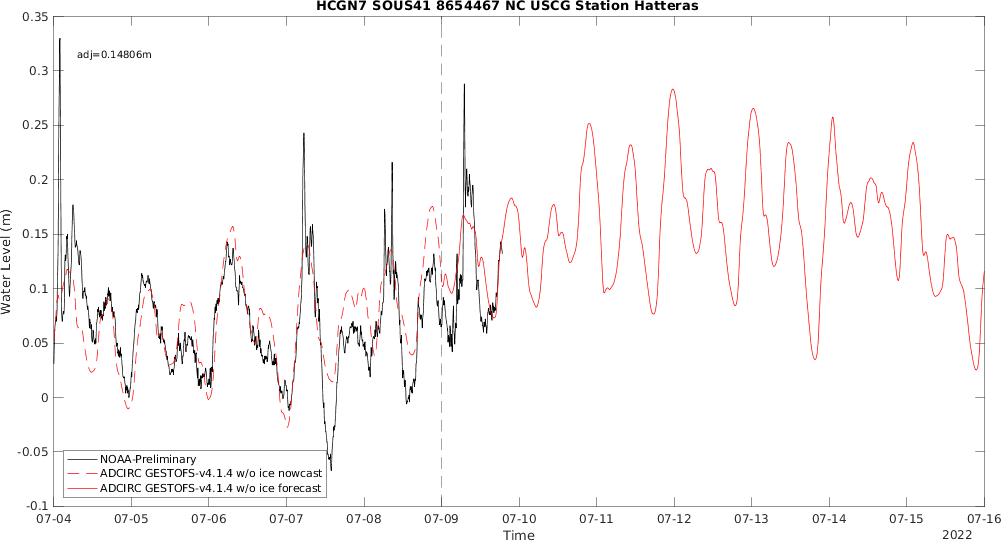 HCGN7 SOUS41 8654467 NC USCG Station Hatteras
0.35
0.3
0.25
0.2
0.15
0.1
0.05
0
-0.05
-0.1
Water Level (m)
adj=0.14806m
NOAA-Preliminary
ADCIRC GESTOFS-v4.1.4 w/o ice nowcast
ADCIRC GESTOFS-v4.1.4 w/o ice forecast
07-04 07-05 07-06 07-07 07-08 07-09 07-10 07-11 07-12 07-13 07-14 07-15 07-16
Time
2022